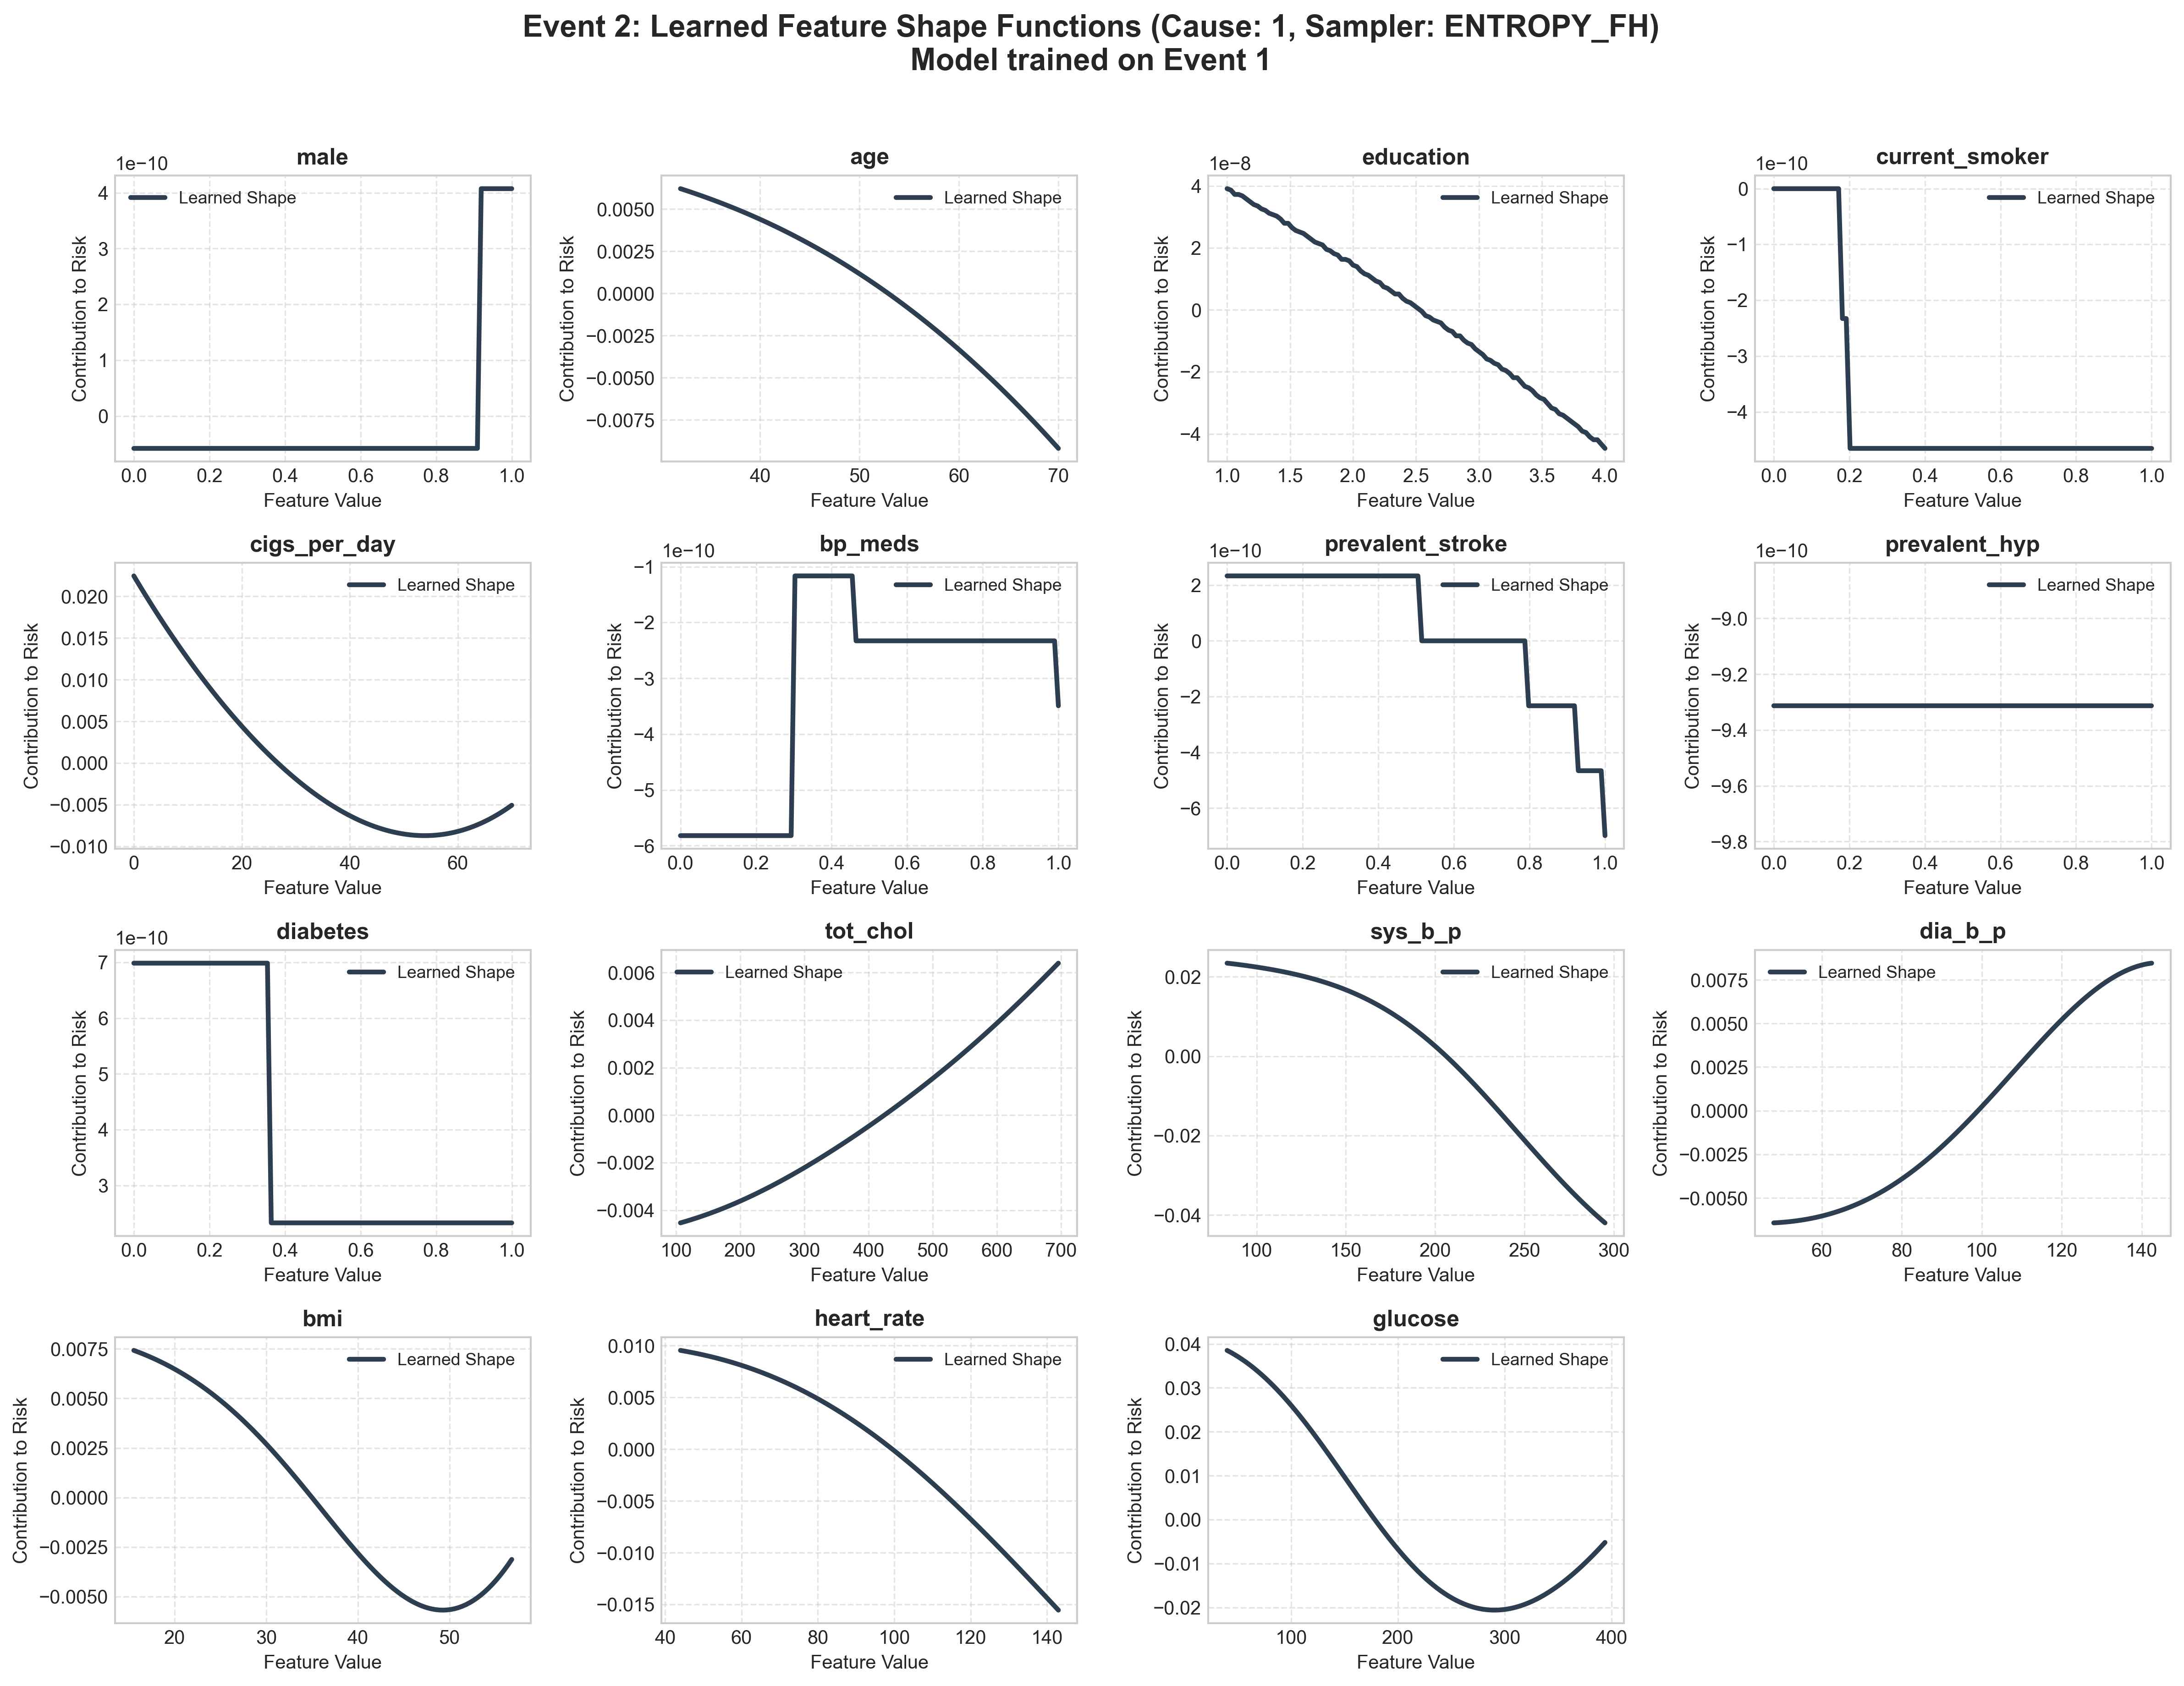 Event 2: Learned Feature Shape Functions (Cause: 1, Sampler: ENTROPY_FH)
Model trained on Event 1
male
1e−10
Learned Shape
Contribution to Risk
4
3
2
1
0
0.0 0.2 0.4 0.6 0.8 1.0
Feature Value
age
Learned Shape
Contribution to Risk
0.0050
0.0025
0.0000
−0.0025
−0.0050
−0.0075
40 50 60 70
Feature Value
education
1e−8
Learned Shape
Contribution to Risk
4
2
0
−2
−4
1.0 1.5 2.0 2.5 3.0 3.5 4.0
Feature Value
current_smoker
1e−10
Learned Shape
Contribution to Risk
0
−1
−2
−3
−4
0.0 0.2 0.4 0.6 0.8 1.0
Feature Value
cigs_per_day
Learned Shape
Contribution to Risk
0.020
0.015
0.010
0.005
0.000
−0.005
−0.010
0 20 40 60
Feature Value
bp_meds
1e−10
Learned Shape
Contribution to Risk
−1
−2
−3
−4
−5
−6
0.0 0.2 0.4 0.6 0.8 1.0
Feature Value
prevalent_stroke
1e−10
Learned Shape
Contribution to Risk
2
0
−2
−4
−6
0.0 0.2 0.4 0.6 0.8 1.0
Feature Value
prevalent_hyp
1e−10
Learned Shape
Contribution to Risk
−9.0
−9.2
−9.4
−9.6
−9.8
0.0 0.2 0.4 0.6 0.8 1.0
Feature Value
diabetes
1e−10
Learned Shape
Contribution to Risk
7
6
5
4
3
0.0 0.2 0.4 0.6 0.8 1.0
Feature Value
tot_chol
Learned Shape
Contribution to Risk
0.006
0.004
0.002
0.000
−0.002
−0.004
100 200 300 400 500 600 700
Feature Value
sys_b_p
Learned Shape
Contribution to Risk
0.02
0.00
−0.02
−0.04
100 150 200 250 300
Feature Value
dia_b_p
Learned Shape
Contribution to Risk
0.0075
0.0050
0.0025
0.0000
−0.0025
−0.0050
60 80 100 120 140
Feature Value
bmi
Learned Shape
Contribution to Risk
0.0075
0.0050
0.0025
0.0000
−0.0025
−0.0050
20 30 40 50
Feature Value
heart_rate
Learned Shape
Contribution to Risk
0.010
0.005
0.000
−0.005
−0.010
−0.015
40 60 80 100 120 140
Feature Value
glucose
Learned Shape
Contribution to Risk
0.04
0.03
0.02
0.01
0.00
−0.01
−0.02
100 200 300 400
Feature Value